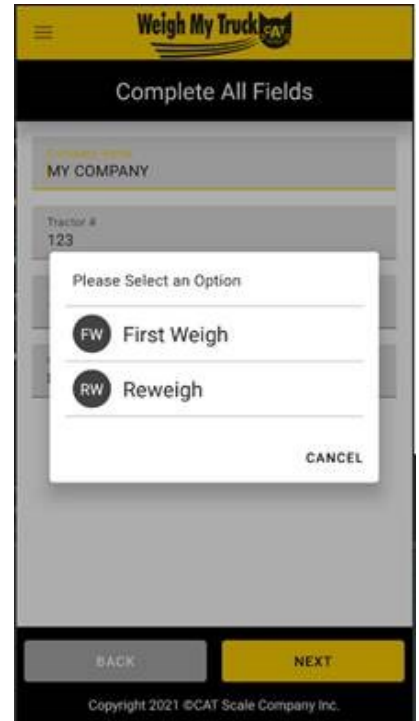 Weigh My Truck
CAT
Complete All Fields
MY COMPANY
Tractor #
123
Please Select an Option
FW First Weigh
RW Reweigh
CANCEL
BACK NEXT
Copyright 2021 ©CAT Scale Company Inc.